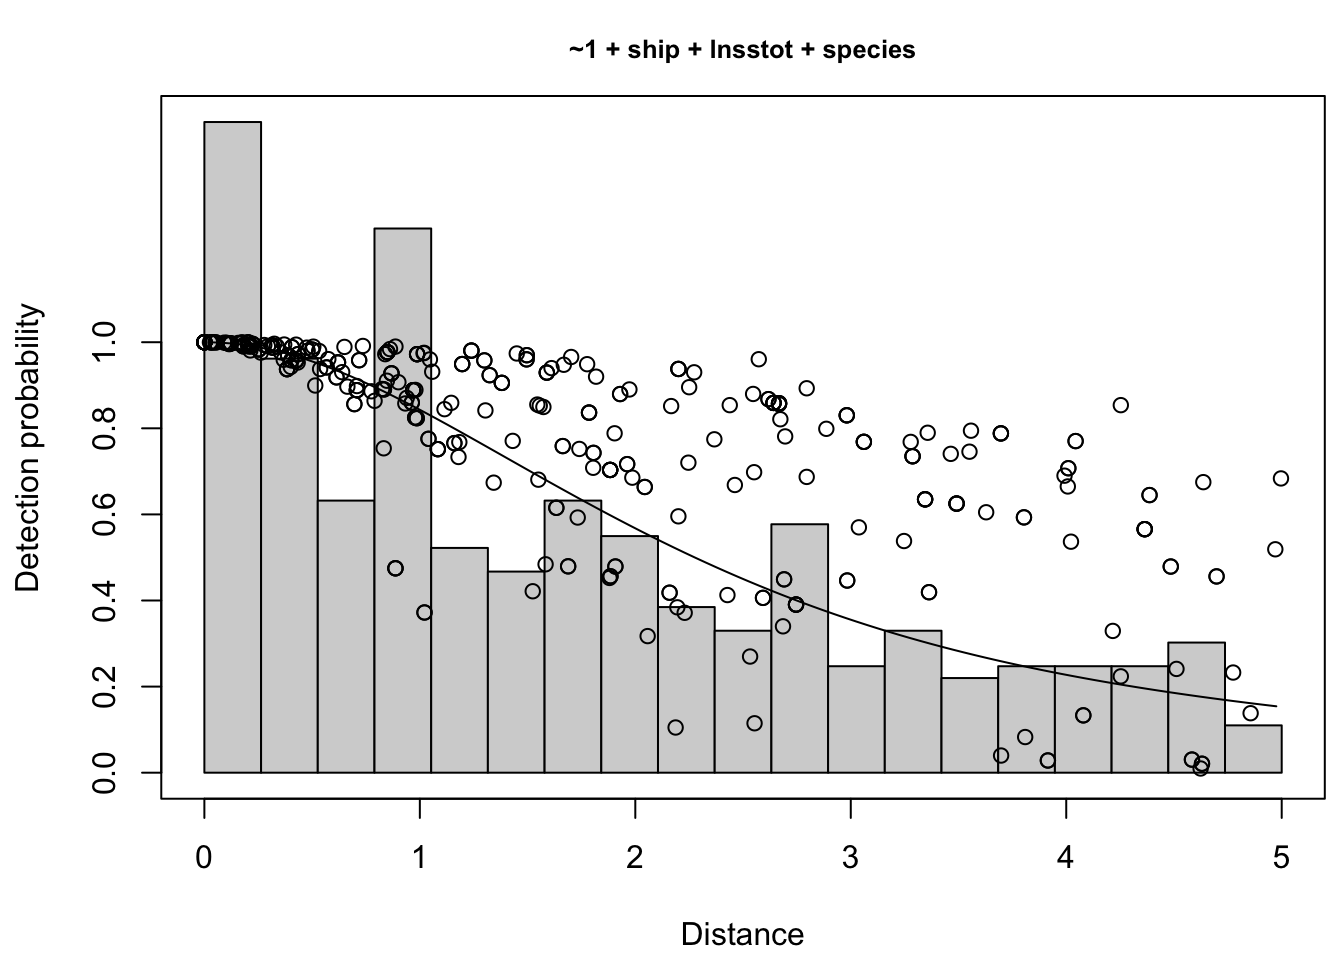 ~1 + ship + lnsstot + species
Detection probability
1.0
0.8
0.6
0.4
0.2
0.0
0 1 2 3 4 5
Distance